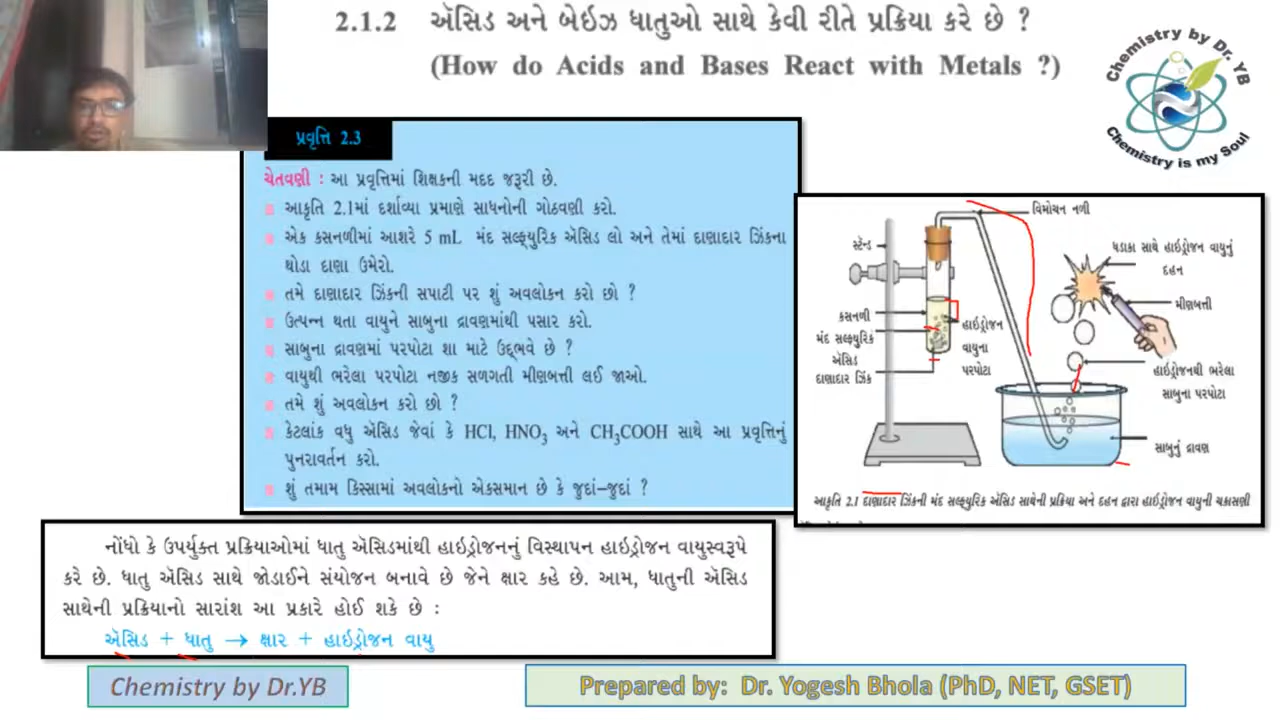 2.1.2 ઍસિડ અને બેઇઝ ધાતુઓ સાથે કેવી રીતે પ્રક્રિયા કરે છે ?
(How do Acids and Bases React with Metals ?)
Chemistry by Dr. YB
Chemistry is my Soul
પ્રવૃત્તિ 2.3
ચેતવણી : આ પ્રવૃત્તિમાં શિક્ષકની મદદ જરૂરી છે.
આકૃતિ 2.1માં દર્શાવ્યા પ્રમાણે સાધનોની ગોઠવણી કરો.
એક કસનળીમાં આશરે 5 mL મંદ સલ્ફ્યુરિક ઍસિડ લો અને તેમાં દાણાદાર ઝિંકના
થોડા દાણા ઉમેરો.
તમે દાણાદાર ઝિંકની સપાટી પર શું અવલોકન કરો છો ?
ઉત્પન્ન થતા વાયુને સાબુના દ્રાવણમાંથી પસાર કરો.
સાબુના દ્રાવણમાં પરપોટા શા માટે ઉદ્ભવે છે ?
વાયુથી ભરેલા પરપોટા નજીક સળગતી મીણબત્તી લઈ જાઓ.
તમે શું અવલોકન કરો છો ?
કેટલાંક વધુ ઍસિડ જેવાં કે HCl, HNO₃ અને CH₃COOH સાથે આ પ્રવૃત્તિનું
પુનરાવર્તન કરો.
શું તમામ કિસ્સામાં અવલોકનો એકસમાન છે કે જુદાં-જુદાં ?
વિમોચન નળી
સ્ટૅન્ડ
ધડાકા સાથે હાઇડ્રોજન વાયુનું
દહન
મીણબત્તી
કસનળી
હાઇડ્રોજન
વાયુના
પરપોટા
મંદ સલ્ફ્યુરિક
ઍસિડ
દાણાદાર ઝિંક
હાઇડ્રોજનથી ભરેલા
સાબુના પરપોટા
સાબુનું દ્રાવણ
આકૃતિ 2.1 દાણાદાર ઝિંકની મંદ સલ્ફ્યુરિક ઍસિડ સાથેની પ્રક્રિયા અને દહન દ્વારા હાઇડ્રોજન વાયુની ચકાસણી
નોંધો કે ઉપર્યુક્ત પ્રક્રિયાઓમાં ધાતુ ઍસિડમાંથી હાઇડ્રોજનનું વિસ્થાપન હાઇડ્રોજન વાયુસ્વરૂપે
કરે છે. ધાતુ ઍસિડ સાથે જોડાઈને સંયોજન બનાવે છે જેને ક્ષાર કહે છે. આમ, ધાતુની ઍસિડ
સાથેની પ્રક્રિયાનો સારાંશ આ પ્રકારે હોઈ શકે છે :
ઍસિડ + ધાતુ → ક્ષાર + હાઇડ્રોજન વાયુ
Chemistry by Dr.YB
Prepared by: Dr. Yogesh Bhola (PhD, NET, GSET)